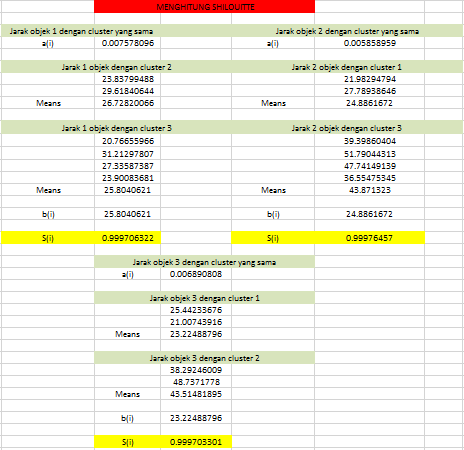 MENGHITUNG SHILOUITTE
Jarak objek 1 dengan cluster yang sama
a(i) 0.007578096
Jarak objek 2 dengan cluster yang sama
a(i) 0.005858959
Jarak 1 objek dengan cluster 2
23.83799488
29.61840644
Means 26.72820066
Jarak 2 objek dengan cluster 1
21.98294794
27.78938646
Means 24.8861672
Jarak 1 objek dengan cluster 3
20.76655966
31.21297807
27.33587387
23.90083681
Means 25.8040621
Jarak 2 objek dengan cluster 3
39.39860404
51.79044313
47.74149139
36.55475345
Means 43.871323
b(i) 25.8040621
b(i) 24.8861672
S(i) 0.999706322
S(i) 0.99976457
Jarak objek 3 dengan cluster yang sama
a(i) 0.006890808
Jarak objek 3 dengan cluster 1
25.44233676
21.00743916
Means 23.22488796
Jarak objek 3 dengan cluster 2
38.29246009
48.7371778
Means 43.51481895
b(i) 23.22488796
S(i) 0.999703301